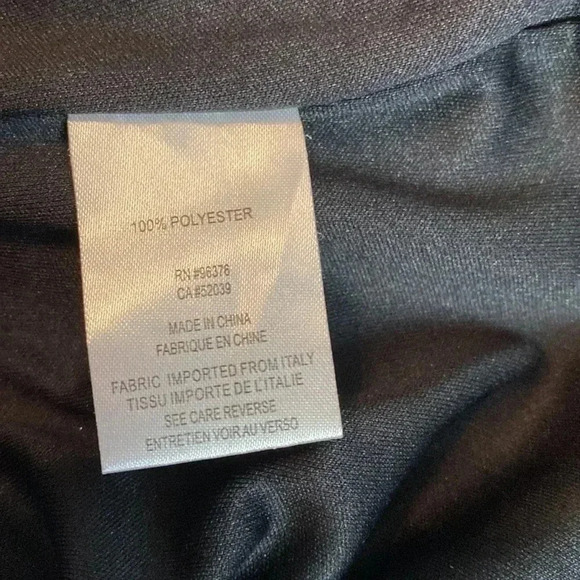 100% POLYESTER
RN #96376
CA #52039
MADE IN CHINA
FABRIQUE EN CHINE
FABRIC IMPORTED FROM ITALY
TISSU IMPORTE DE L'ITALIE
SEE CARE REVERSE
ENTRETIEN VOIR AU VERSO